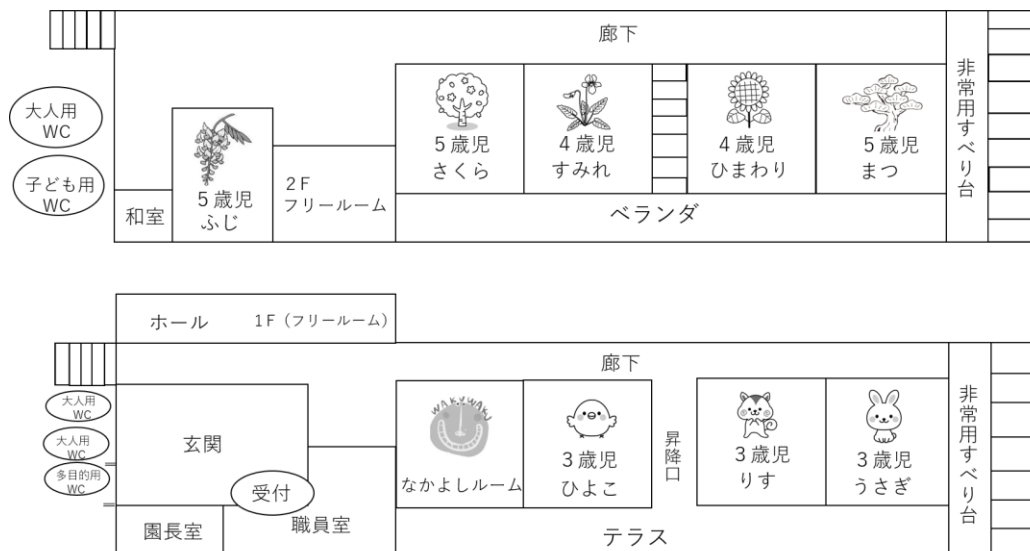 廊下
大人用
WC
子ども用
WC
和室
5歳児
ふじ
2F
フリールーム
5歳児
さくら
4歳児
すみれ
4歳児
ひまわり
5歳児
まつ
ベランダ
非常用すべり台
ホール 1F(フリールーム)
廊下
大人用
WC
大人用
WC
多目的用
WC
玄関
受付
園長室
職員室
WAKUWAKU
なかよしルーム
3歳児
ひよこ
昇降口
3歳児
りす
3歳児
うさぎ
テラス
非常用すべり台